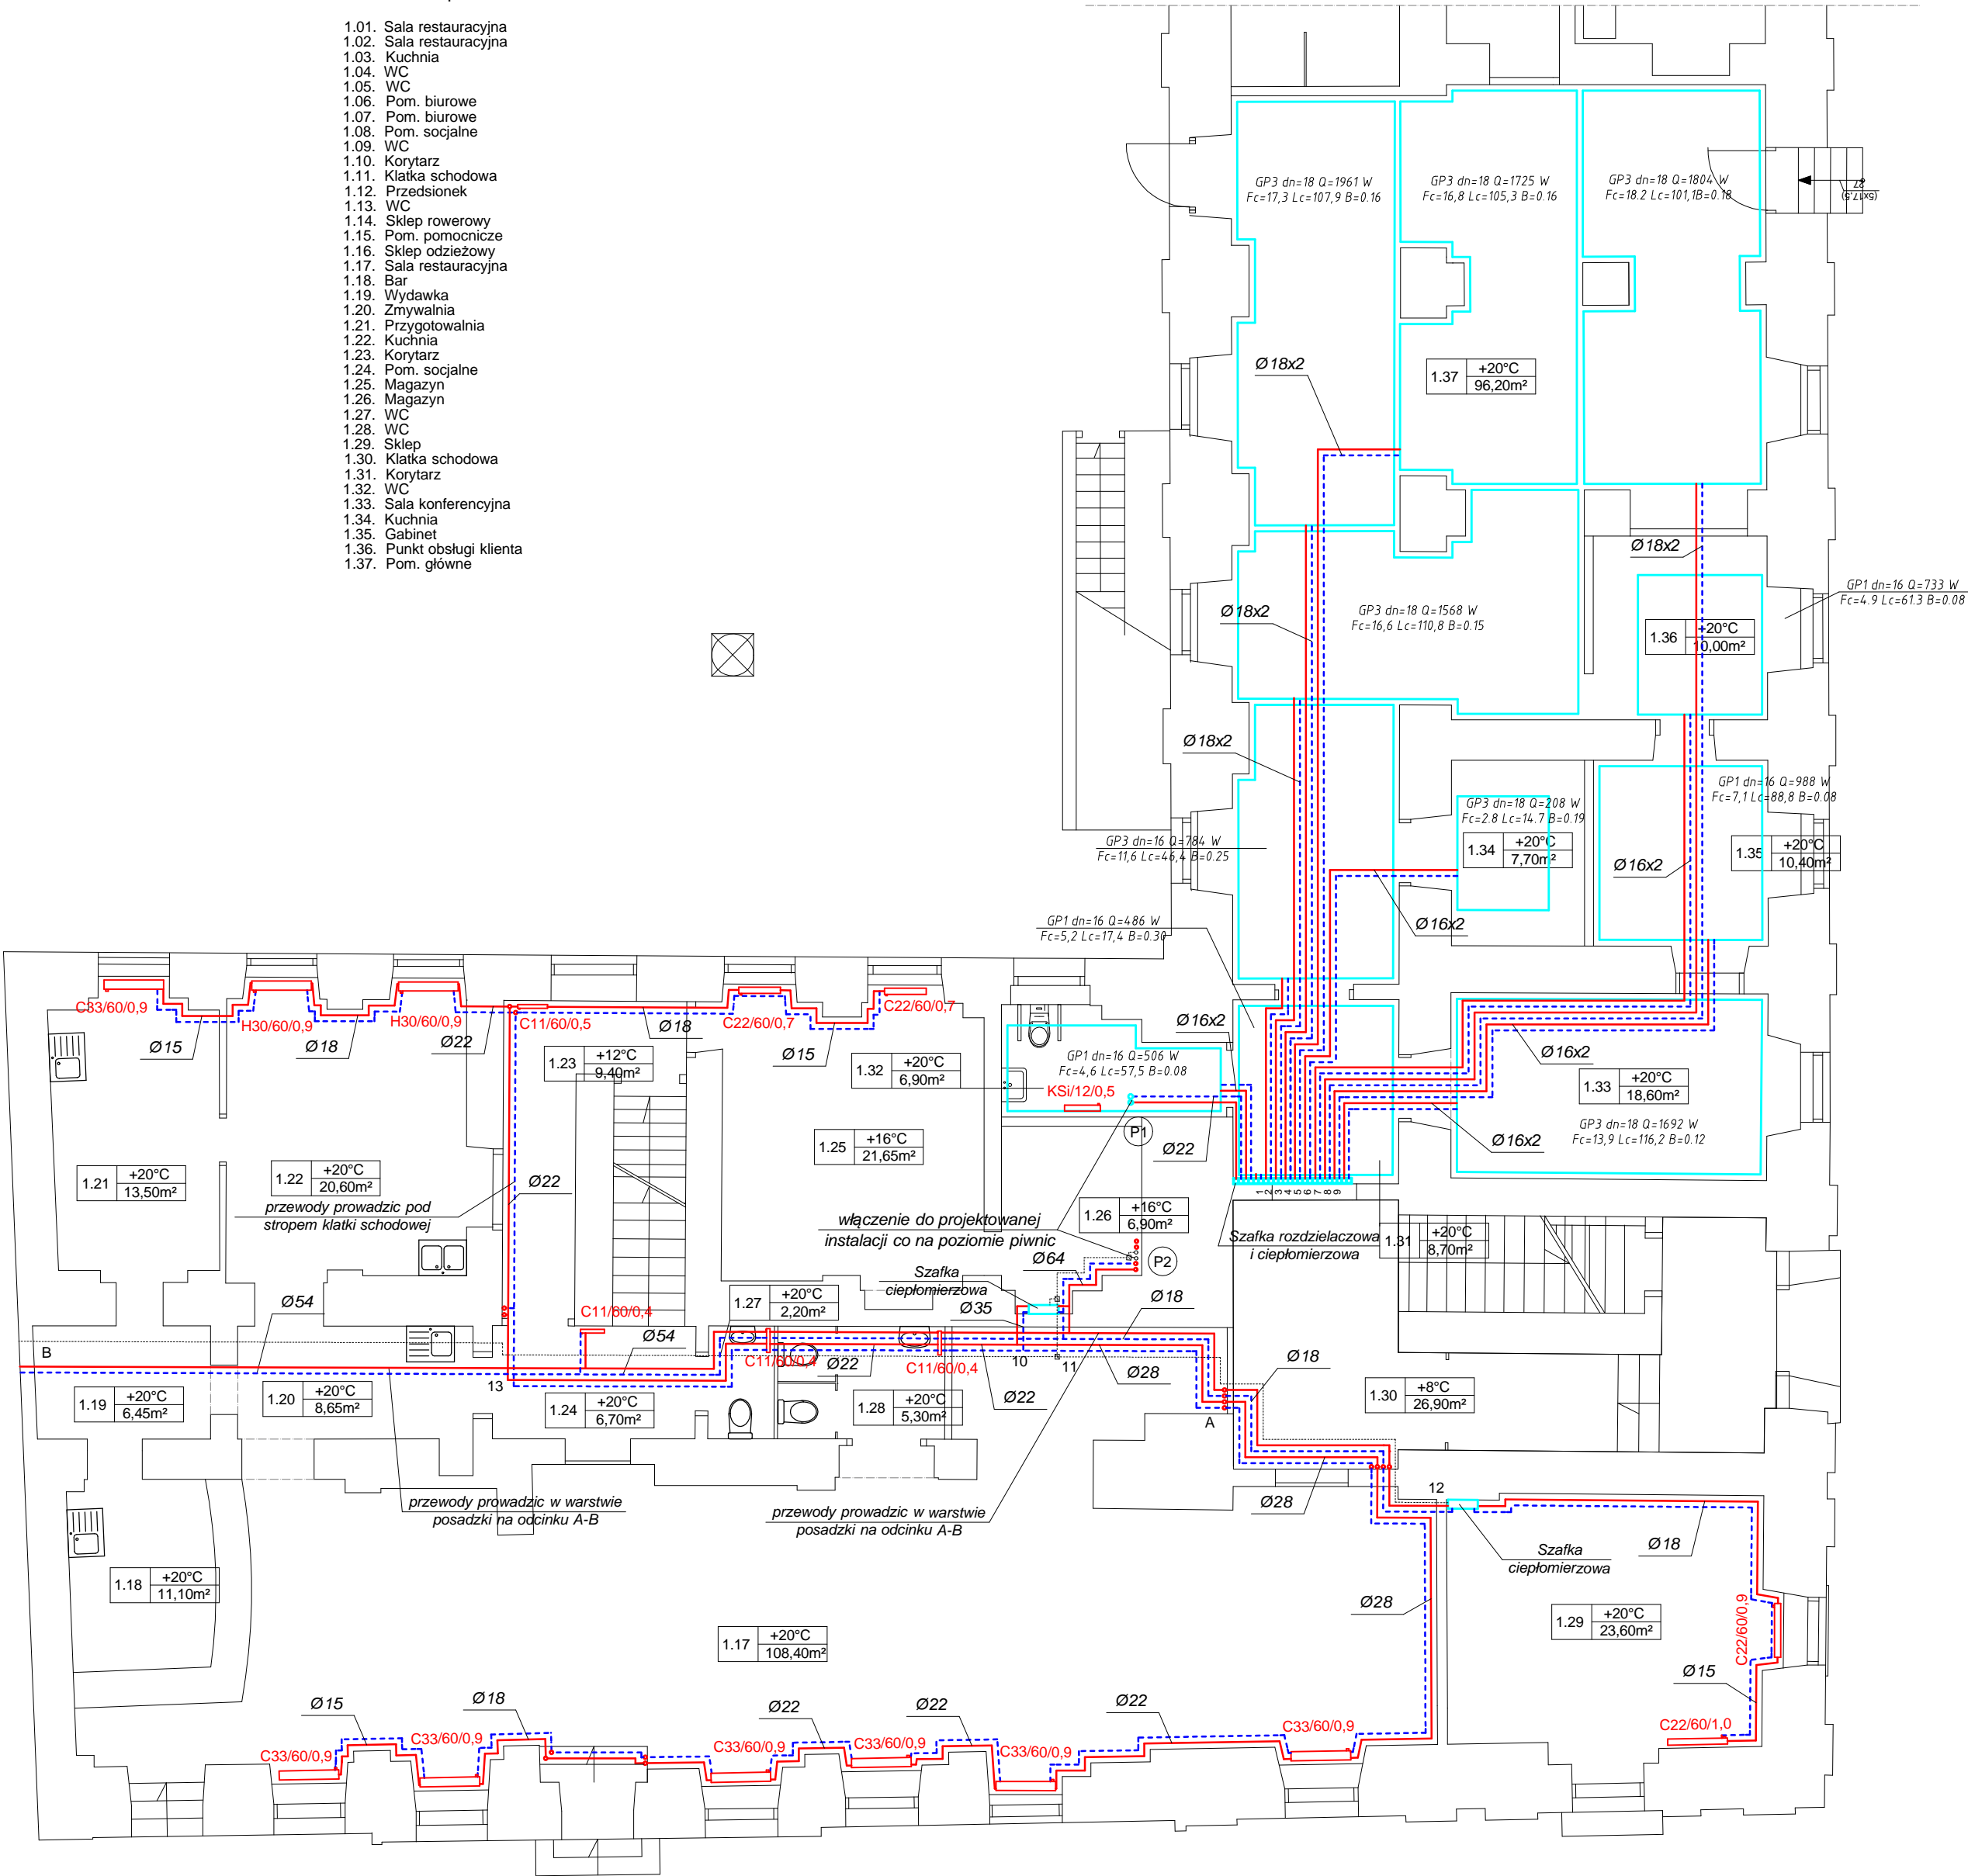 1.01. Sala restauracyjna
1.02. Sala restauracyjna
1.03. Kuchnia
1.04. WC
1.05. WC
1.06. Pom. biurowe
1.07. Pom. biurowe
1.08. Pom. socjalne
1.09. WC
1.10. Korytarz
1.11. Klatka schodowa
1.12. Przedsionek
1.13. WC
1.14. Sklep rowerowy
1.15. Pom. pomocnicze
1.16. Sklep odzieżowy
1.17. Sala restauracyjna
1.18. Bar
1.19. Wydawka
1.20. Zmywalnia
1.21. Przygotowalnia
1.22. Kuchnia
1.23. Korytarz
1.24. Pom. socjalne
1.25. Magazyn
1.26. Magazyn
1.27. WC
1.28. WC
1.29. Sklep
1.30. Klatka schodowa
1.31. Korytarz
1.32. WC
1.33. Sala konferencyjna
1.34. Kuchnia
1.35. Gabinet
1.36. Punkt obsługi klienta
1.37. Pom. główne
GP3 dn=18 Q=1961 W
Fc=17,3 Lc=107,9 B=0.16
GP3 dn=18 Q=1725 W
Fc=16,8 Lc=105,3 B=0.16
GP3 dn=18 Q=1804 W
Fc=18.2 Lc=101,1B=0.18
27
(5x17,5)
Ø18x2
1.37 +20°C
96,20m²
Ø18x2
GP1 dn=16 Q=733 W
Fc=4.9 Lc=61.3 B=0.08
Ø18x2
GP3 dn=18 Q=1568 W
Fc=16,6 Lc=110,8 B=0.15
1.36 +20°C
10,00m²
Ø18x2
GP1 dn=16 Q=988 W
Fc=7,1 Lc=88,8 B=0.08
GP3 dn=18 Q=208 W
Fc=2.8 Lc=14.7 B=0.19
GP3 dn=16 Q=784 W
Fc=11,6 Lc=46,4 B=0.25
1.34 +20°C
7,70m²
1.35 +20°C
10,40m²
Ø16x2
GP1 dn=16 Q=486 W
Fc=5,2 Lc=17,4 B=0.30
Ø16x2
C33/60/0,9
H30/60/0,9
H30/60/0,9
C11/60/0,5
C22/60/0,7
C22/60/0,7
Ø15
Ø18
Ø22
Ø18
Ø15
Ø16x2
1.23 +12°C
9,40m²
1.32 +20°C
6,90m²
GP1 dn=16 Q=506 W
Fc=4,6 Lc=57,5 B=0.08
KSi/12/0,5
Ø16x2
1.33 +20°C
18,60m²
GP3 dn=18 Q=1692 W
Fc=13,9 Lc=116,2 B=0.12
Ø16x2
P1
Ø22
1.25 +16°C
21,65m²
1.21 +20°C
13,50m²
1.22 +20°C
20,60m²
Ø22
przewody prowadzic pod
stropem klatki schodowej
1 2 3 4 5 6 7 8 9
1.26 +16°C
6,90m²
włączenie do projektowanej
instalacji co na poziomie piwnic
Szafka rozdzielaczowa
i ciepłomierzowa
1.31 +20°C
8,70m²
Ø64
P2
Szafka
ciepłomierzowa
Ø54
C11/60/0,4
1.27 +20°C
2,20m²
Ø35
Ø18
Ø54
B
C11/60/0,4
Ø22
C11/60/0,4
10
11
Ø28
Ø18
13
1.19 +20°C
6,45m²
1.20 +20°C
8,65m²
1.24 +20°C
6,70m²
1.28 +20°C
5,30m²
Ø22
A
1.30 +8°C
26,90m²
przewody prowadzic w warstwie
posadzki na odcinku A-B
przewody prowadzic w warstwie
posadzki na odcinku A-B
Ø28
12
Szafka
ciepłomierzowa
Ø18
1.18 +20°C
11,10m²
Ø28
C22/60/0,9
1.29 +20°C
23,60m²
1.17 +20°C
108,40m²
Ø15
Ø15
Ø18
Ø22
Ø22
Ø22
C22/60/1,0
C33/60/0,9
C33/60/0,9
C33/60/0,9
C33/60/0,9
C33/60/0,9
C33/60/0,9